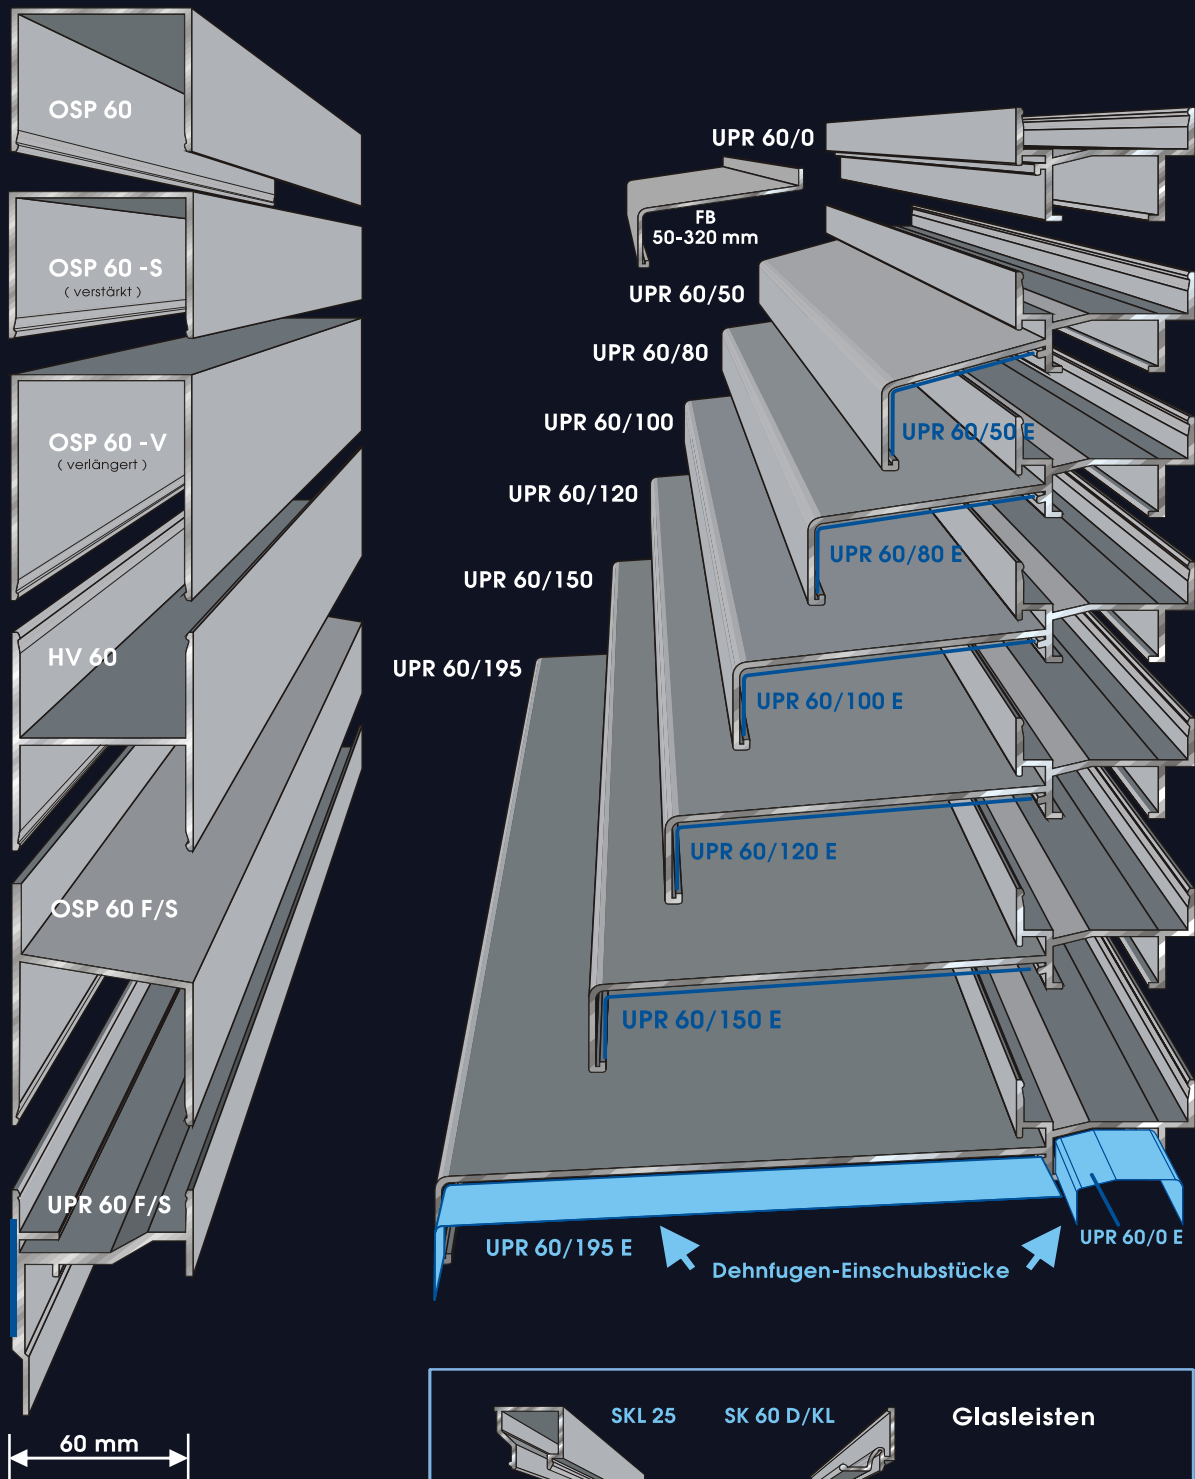 OSP 60
OSP 60 -S
( verstärkt )
OSP 60 -V
( verlängert )
HV 60
OSP 60 F/S
UPR 60 F/S
60 mm
UPR 60/0
FB
50-320 mm
UPR 60/50
UPR 60/80
UPR 60/100
UPR 60/120
UPR 60/150
UPR 60/195
UPR 60/50 E
UPR 60/80 E
UPR 60/100 E
UPR 60/120 E
UPR 60/150 E
UPR 60/195 E
UPR 60/0 E
Dehnfugen-Einschubstücke
SKL 25
SK 60 D/KL
Glasleisten